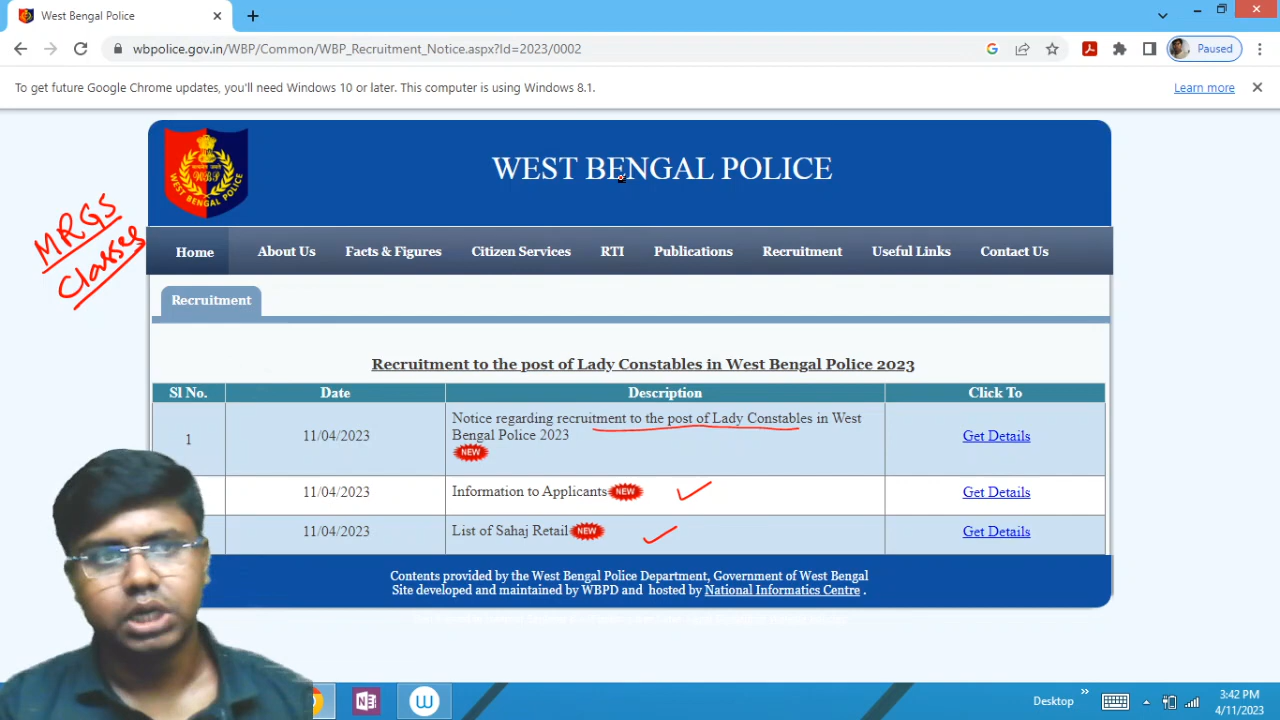 West Bengal Police
wbpolice.gov.in/WBP/Common/WBP_Recruitment_Notice.aspx?Id=2023/0002
Paused
To get future Google Chrome updates, you'll need Windows 10 or later. This computer is using Windows 8.1.
Learn more
WEST BENGAL POLICE
WEST BENGAL POLICE
MRGS
Classes
Home About Us Facts & Figures Citizen Services RTI Publications Recruitment Useful Links Contact Us
Recruitment
Recruitment to the post of Lady Constables in West Bengal Police 2023
Sl No. Date Description Click To
1 11/04/2023 Notice regarding recruitment to the post of Lady Constables in West
Bengal Police 2023 Get Details
NEW
11/04/2023 Information to Applicants NEW Get Details
11/04/2023 List of Sahaj Retail NEW Get Details
Contents provided by the West Bengal Police Department, Government of West Bengal
Site developed and maintained by WBPD and hosted by National Informatics Centre .
Desktop
3:42 PM
4/11/2023